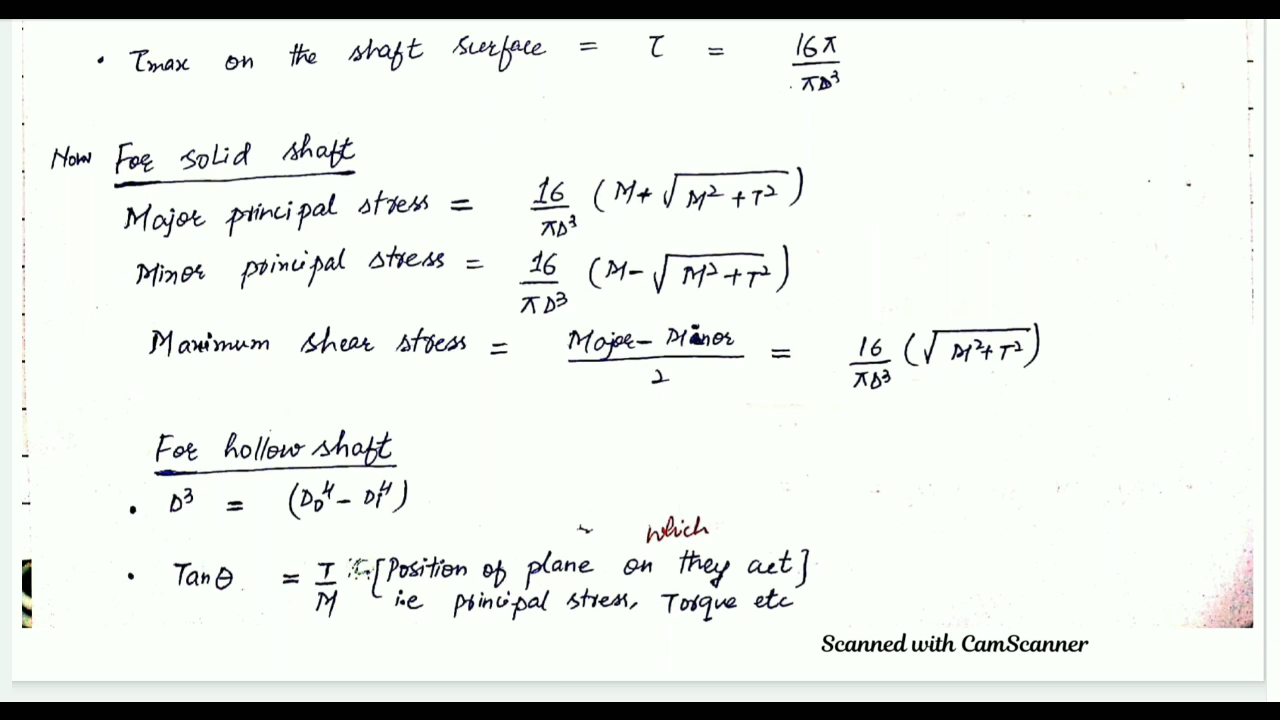 • τmax on the shaft surface = τ = 16π/πD³
Now For solid shaft
Major principal stress = 16/πD³ (M+√M²+T²)
Minor principal stress = 16/πD³ (M-√M²+T²)
Maximum shear stress = Major-Minor/2 = 16/πD³ (√M²+T²)
For hollow shaft
• D³ = (D₀⁴ - Dᵢ⁴)
which
• Tanθ = T/M [Position of plane on they act]
i.e principal stress, Torque etc
Scanned with CamScanner